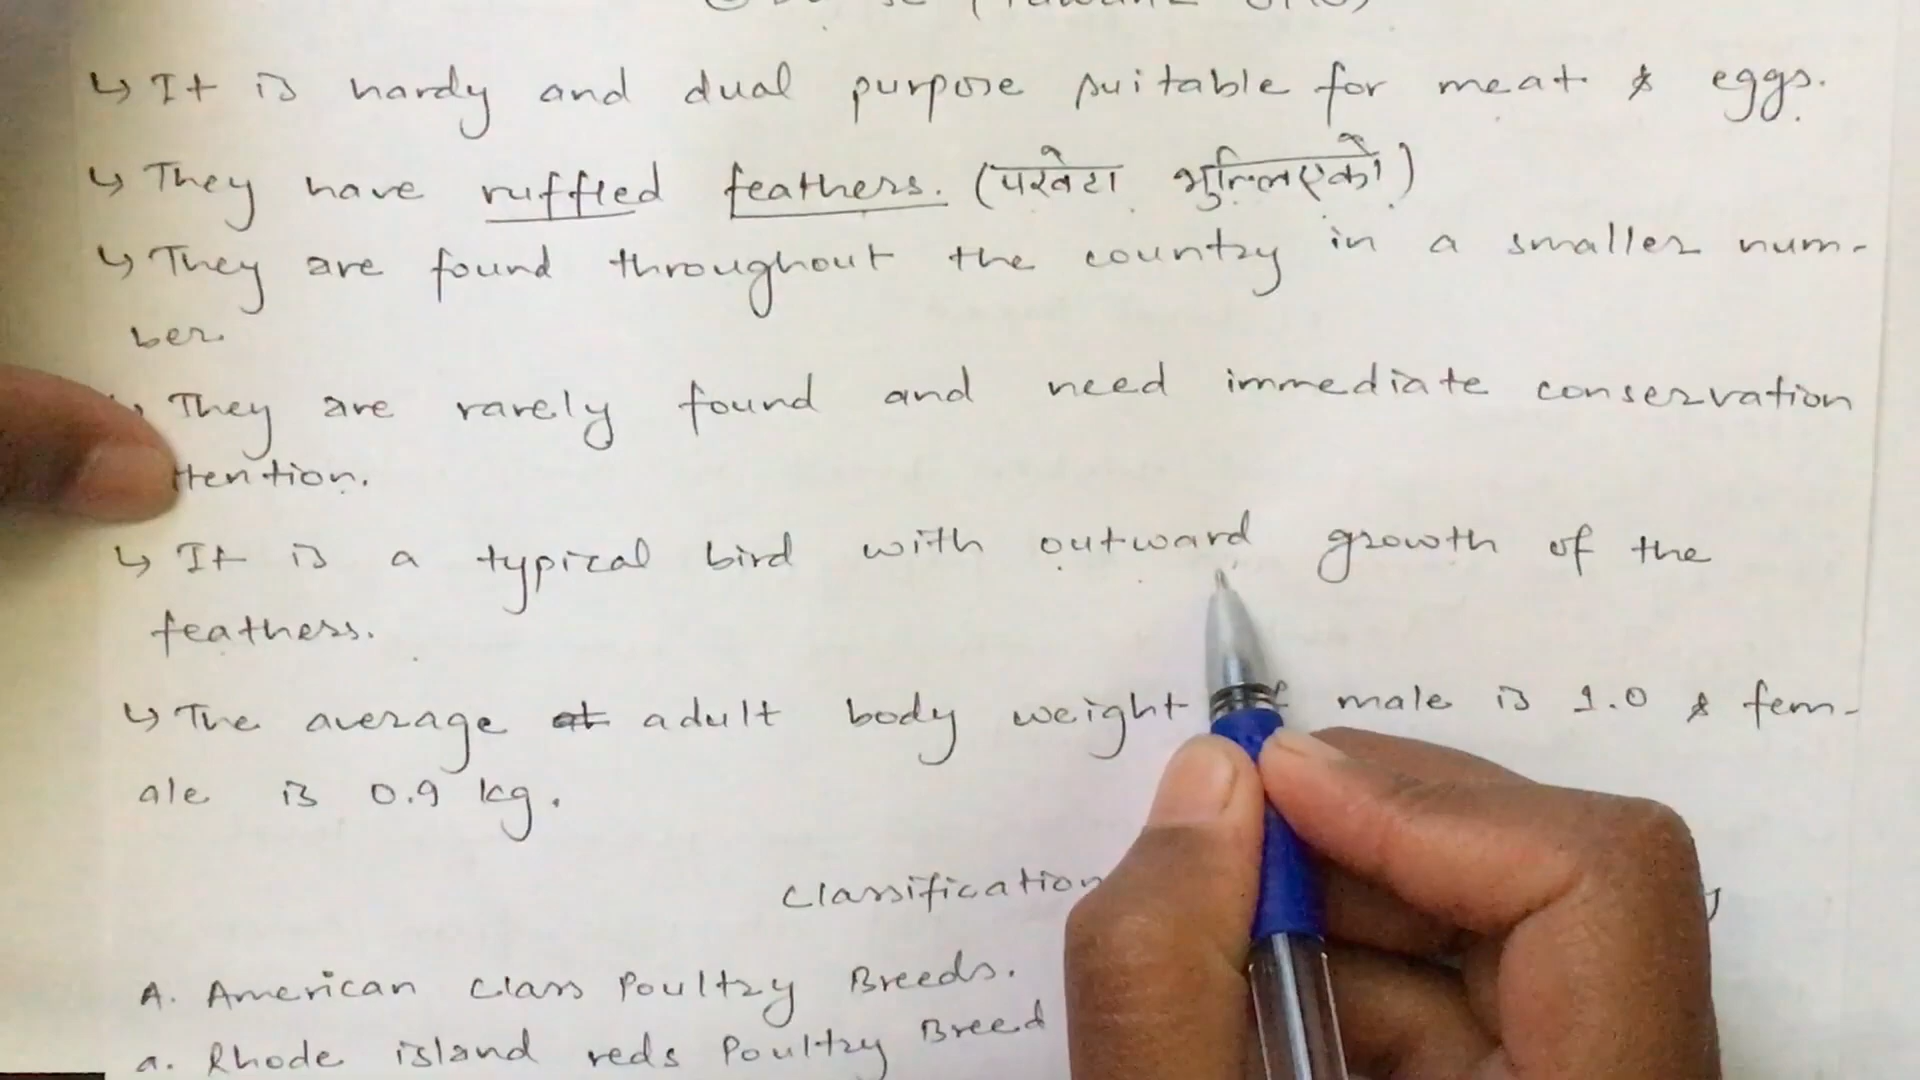 ↳ It is hardy and dual purpose suitable for meat & eggs.
↳ They have ruffled feathers. (पखेटा भुल्लिएको)
↳ They are found throughout the country in a smaller num-
ber.
They are rarely found and need immediate conservation
ttention.
↳ It is a typical bird with outward growth of the
feathers.
↳ The average at adult body weight male is 1.0 & fem-
ale is 0.9 kg.
Classification
A. American Class Poultry Breeds.
a. Rhode island reds Poultry Breed